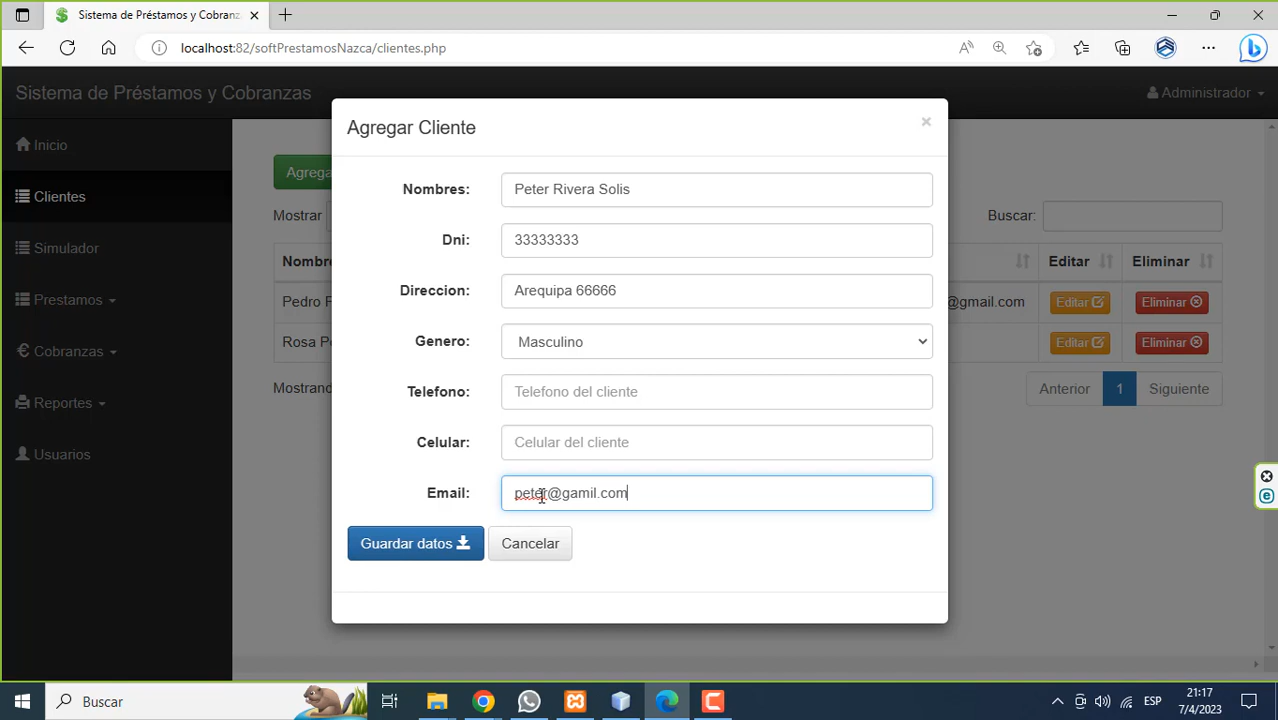 Sistema de Préstamos y Cobranz
localhost:82/softPrestamosNazca/clientes.php
Sistema de Préstamos y Cobranzas
Administrador
Inicio
Clientes
Simulador
Prestamos
Cobranzas
Reportes
Usuarios
Agrega
Mostrar
Buscar:
Nombre
Editar
Eliminar
Pedro
@gmail.com
Editar
Eliminar
Rosa
Editar
Eliminar
Mostrand
Anterior
1
Siguiente
Agregar Cliente
×
Nombres:
Peter Rivera Solis
Dni:
33333333
Direccion:
Arequipa 66666
Genero:
Masculino
Telefono:
Telefono del cliente
Celular:
Celular del cliente
Email:
peter@gamil.com
Guardar datos
Cancelar
Buscar
ESP
21:17
7/4/2023